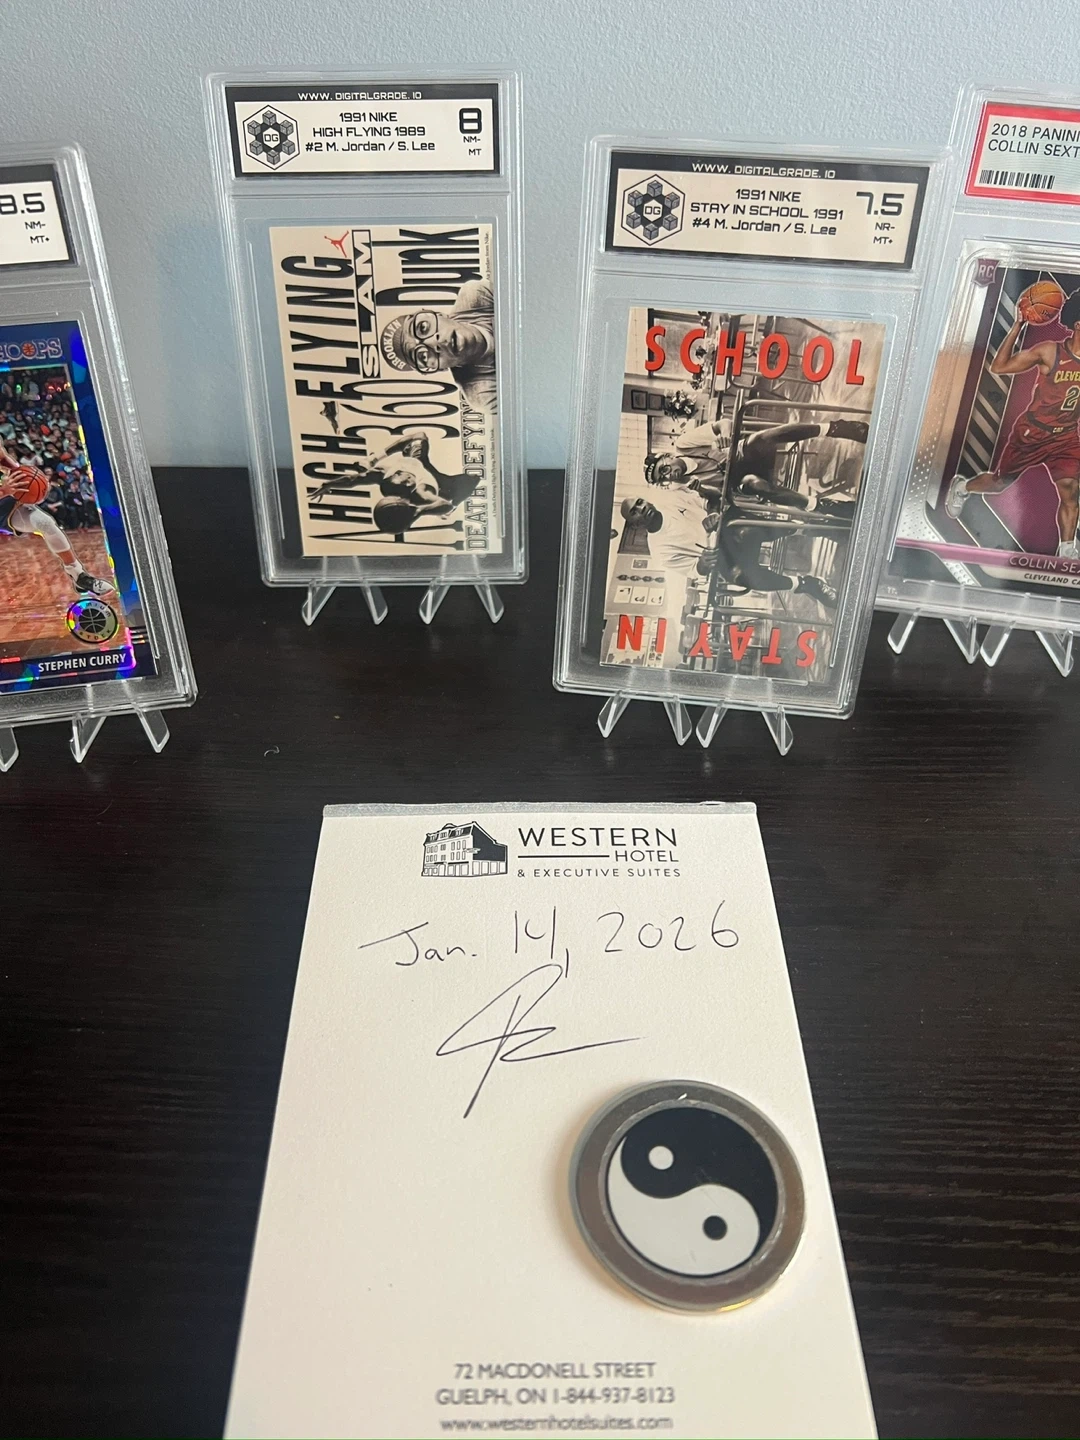 8.5
NM-
MT+
HOOPS
STEPHEN CURRY
WWW.DIGITALGRADE.IO
DG
1991 NIKE
HIGH FLYING 1989
#2 M. Jordan / S. Lee
8
NM-
MT
HIGH FLYING
360
SLAM
Dunk
BROOKLYN
DEATH DEFYIN'
WWW.DIGITALGRADE.IO
DG
1991 NIKE
STAY IN SCHOOL 1991
#4 M. Jordan / S. Lee
7.5
NR-
MT+
SCHOOL
STAY IN
2018 PANINI
COLLIN SEXT
RC
CLEVE
2
COLLIN SE
CLEVELAND CA
WESTERN
HOTEL
& EXECUTIVE SUITES
Jan. 14, 2026
72 MACDONELL STREET
GUELPH, ON 1-844-937-8123
www.westernhotelsuites.com